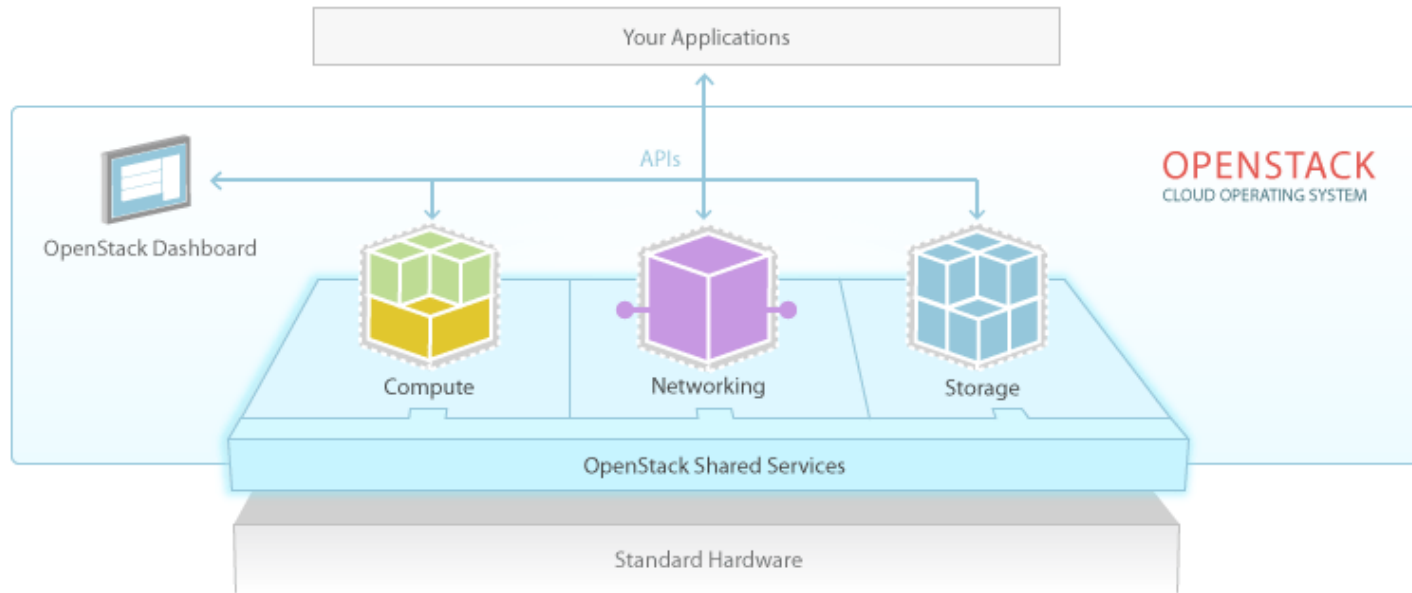 Your Applications
APIs
OPENSTACK
CLOUD OPERATING SYSTEM
OpenStack Dashboard
Compute
Networking
Storage
OpenStack Shared Services
Standard Hardware